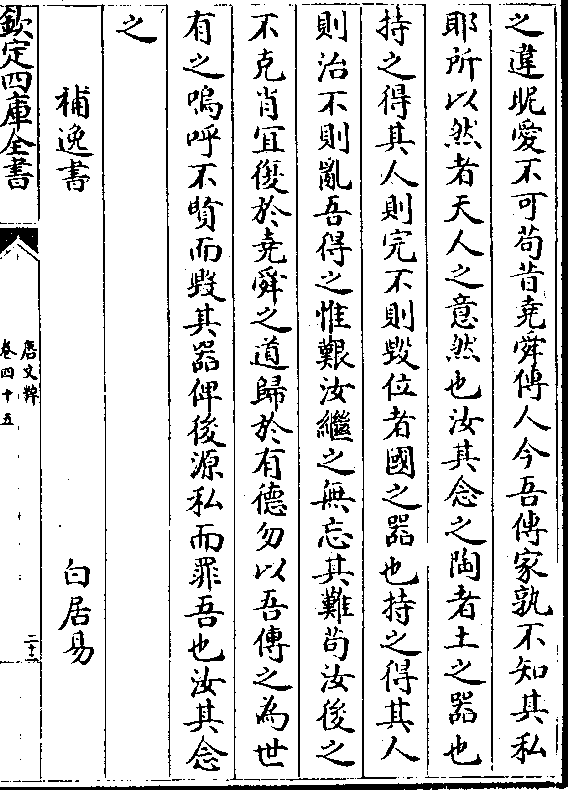 之違昵愛不可苟昔堯舜傳人今吾傳家孰不知其私
耶所以然者天人之意然也汝其念之陶者土之器也
持之得其人則完不則毀位者國之器也持之得其人
則治不則亂吾得之惟艱汝繼之無忘其難苟汝後之
不克肖宜復於堯舜之道歸於有德勿以吾傳之為世
有之嗚呼不賢而毀其器俾後源私而罪吾也汝其念
之
補逸書
白居易
欽定四庫全書
唐文粹
卷四十五
二十二